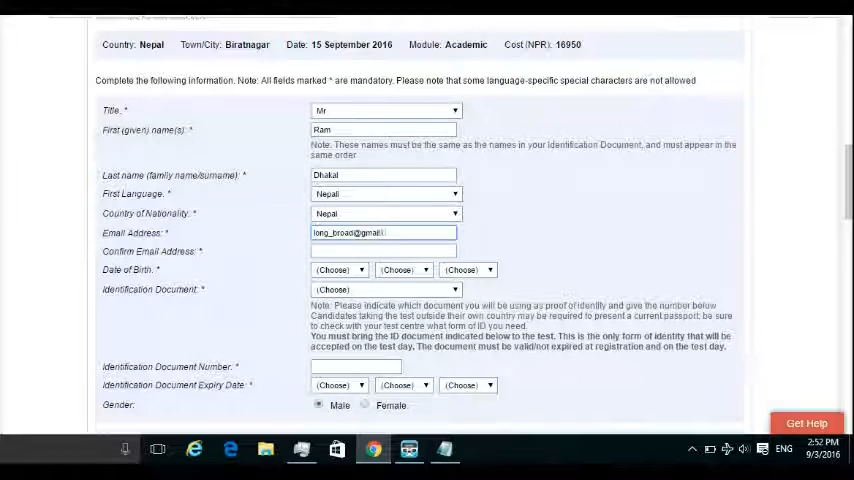 Country: Nepal Town/City: Biratnagar Date: 15 September 2016 Module: Academic Cost (NPR): 16950
Complete the following information. Note: All fields marked * are mandatory. Please note that some language-specific special characters are not allowed
Title: * Mr
First (given) name(s): * Ram
Note: These names must be the same as the names in your Identification Document, and must appear in the
same order
Last name (family name/surname): * Dhakal
First Language: * Nepali
Country of Nationality: * Nepal
Email Address: * long_broad@gmail
Confirm Email Address: *
Date of Birth: * (Choose) (Choose) (Choose)
Identification Document: * (Choose)
Note: Please indicate which document you will be using as proof of identity and give the number below
Candidates taking the test outside their own country may be required to present a current passport: be sure
to check with your test centre what form of ID you need.
You must bring the ID document indicated below to the test. This is the only form of identity that will be
accepted on the test day. The document must be valid/not expired at registration and on the test day.
Identification Document Number: *
Identification Document Expiry Date: * (Choose) (Choose) (Choose)
Gender: Male Female
Get Help
ENG 2:52 PM
9/3/2016